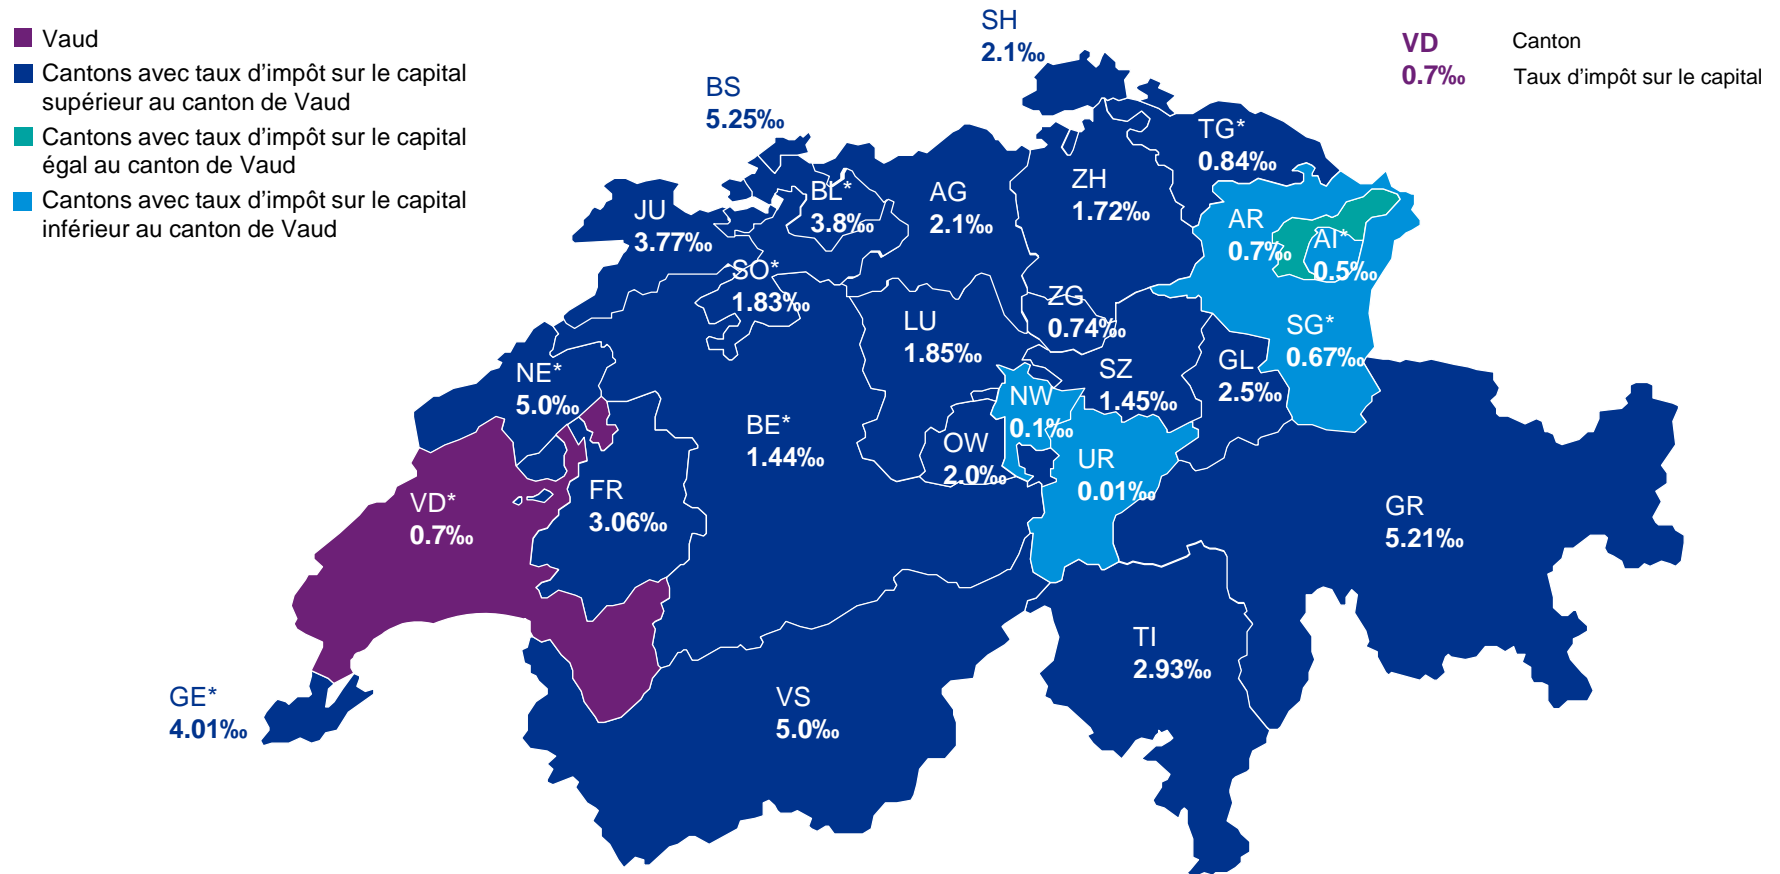 Vaud
Cantons avec taux d'impôt sur le capital
supérieur au canton de Vaud
Cantons avec taux d'impôt sur le capital
égal au canton de Vaud
Cantons avec taux d'impôt sur le capital
inférieur au canton de Vaud
VD
Canton
0.7‰
Taux d'impôt sur le capital
SH
2.1‰
BS
5.25‰
TG*
0.84‰
ZH
1.72‰
AG
2.1‰
BL*
3.8‰
JU
3.77‰
AR
0.7‰
AI*
0.5‰
SO*
1.83‰
ZG
0.74‰
LU
1.85‰
SG*
0.67‰
SZ
1.45‰
GL
2.5‰
NE*
5.0‰
NW
0.1‰
BE*
1.44‰
OW
2.0‰
UR
0.01‰
FR
3.06‰
VD*
0.7‰
GR
5.21‰
TI
2.93‰
GE*
4.01‰
VS
5.0‰